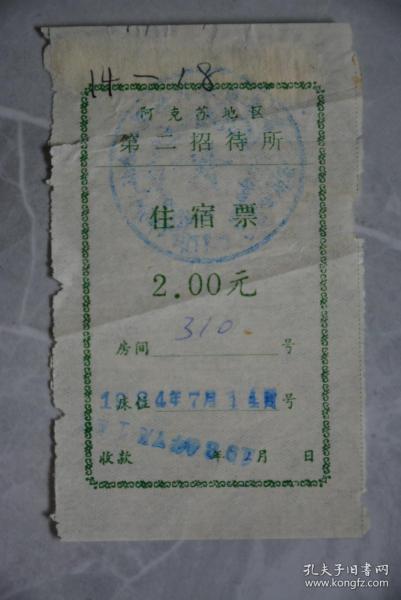 14-18
阿克苏地区
第二招待所
住宿票
2.00元
房间 310 号
床位 号
1984年7月14日
收款 年 月 日
孔夫子旧书网
www.kongfz.com